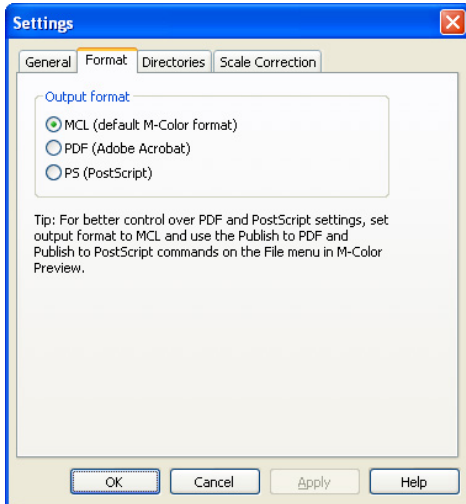 Settings
General Format Directories Scale Correction
Output format
MCL (default M-Color format)
PDF (Adobe Acrobat)
PS (PostScript)
Tip: For better control over PDF and PostScript settings, set
output format to MCL and use the Publish to PDF and
Publish to PostScript commands on the File menu in M-Color
Preview.
OK Cancel Apply Help